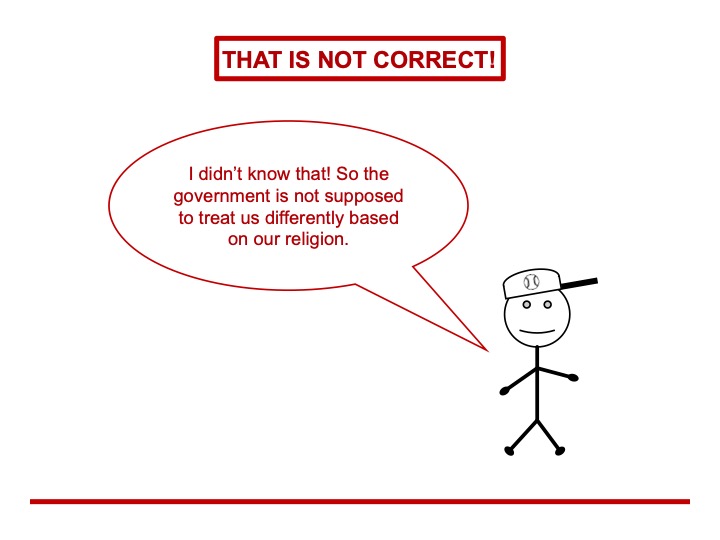 THAT IS NOT CORRECT!
I didn’t know that! So the
government is not supposed
to treat us differently based
on our religion.